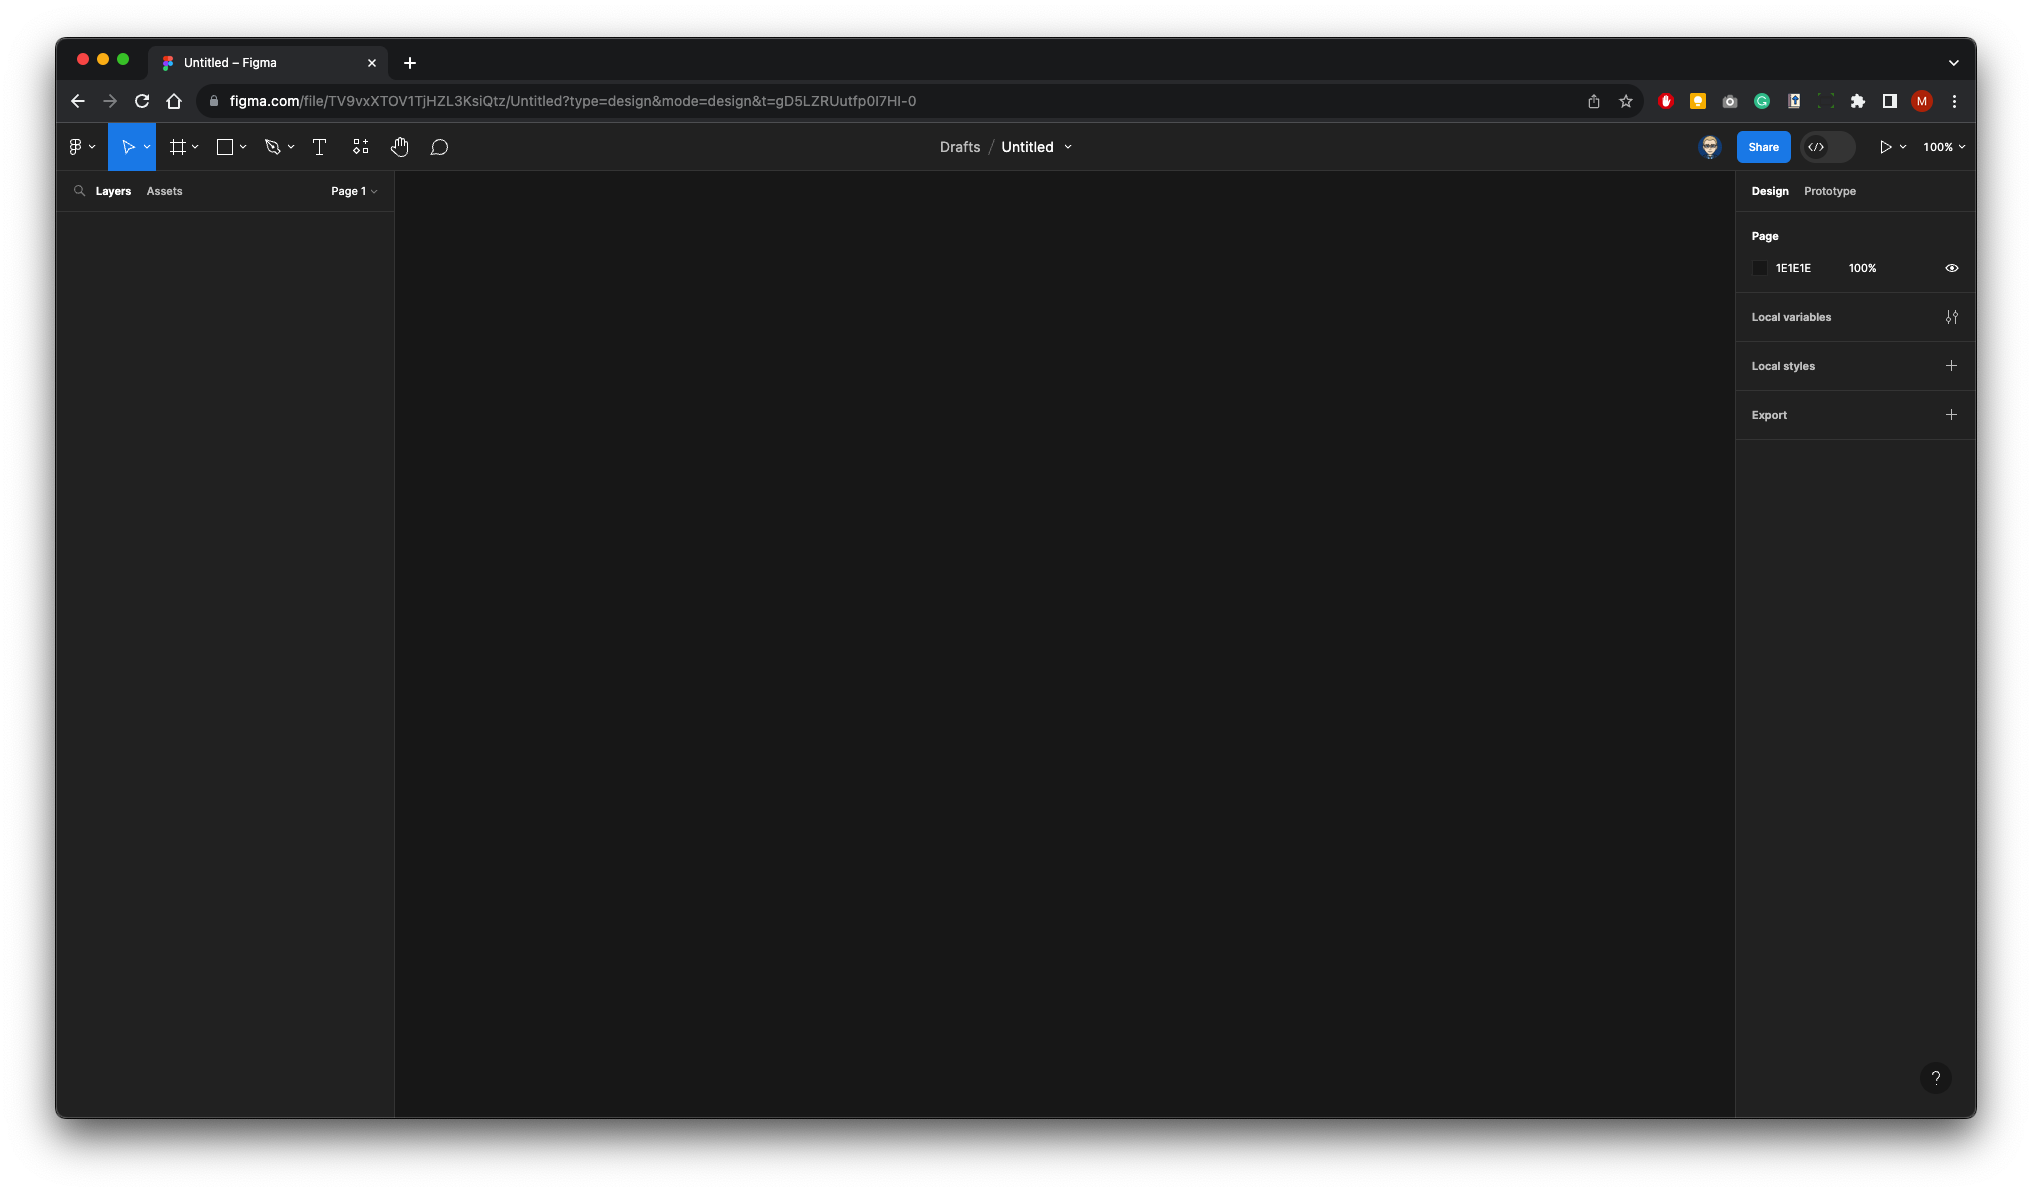 Untitled – Figma
figma.com/file/TV9vxXTOV1TjHZL3KsiQtz/Untitled?type=design&mode=design&t=gD5LZRUutfp0I7HI-0
M
Drafts / Untitled
Share
</>
100%
Layers
Assets
Page 1
Design
Prototype
Page
1E1E1E
100%
Local variables
Local styles
Export
?